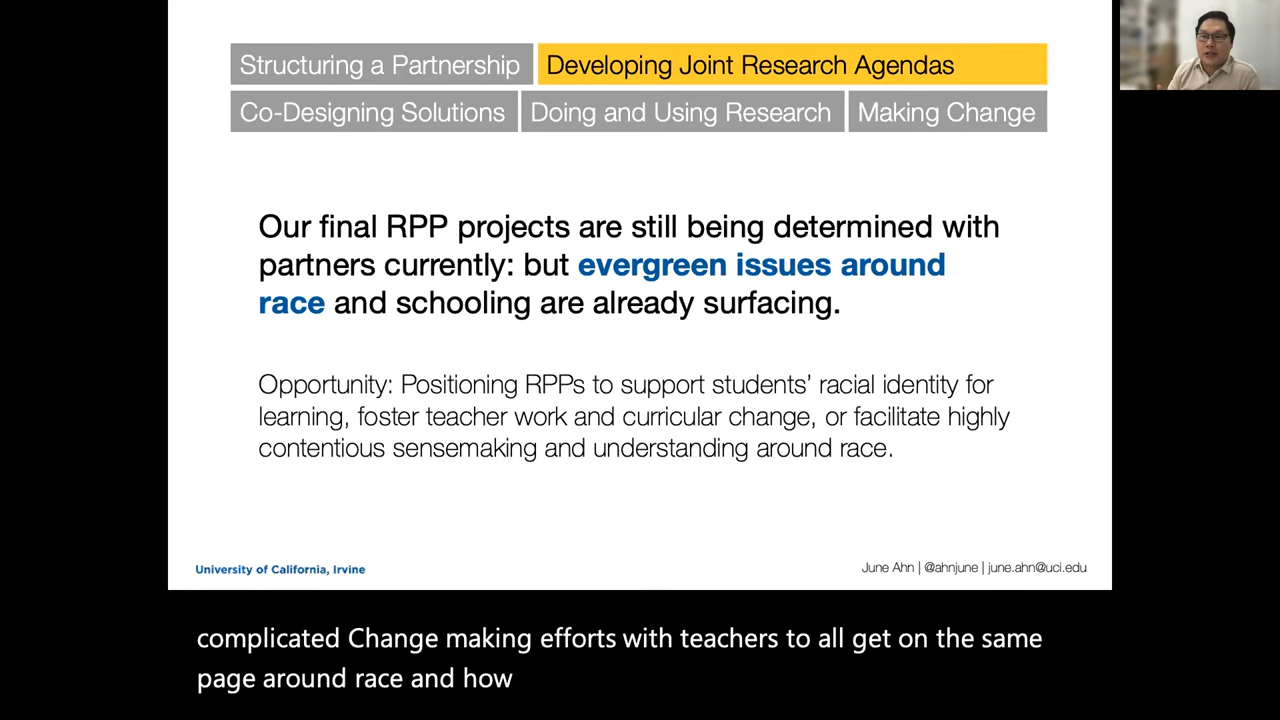 Structuring a Partnership
Developing Joint Research Agendas
Co-Designing Solutions
Doing and Using Research
Making Change
Our final RPP projects are still being determined with
partners currently: but evergreen issues around
race and schooling are already surfacing.
Opportunity: Positioning RPPs to support students’ racial identity for
learning, foster teacher work and curricular change, or facilitate highly
contentious sensemaking and understanding around race.
University of California, Irvine
June Ahn | @ahnjune | june.ahn@uci.edu
complicated Change making efforts with teachers to all get on the same
page around race and how